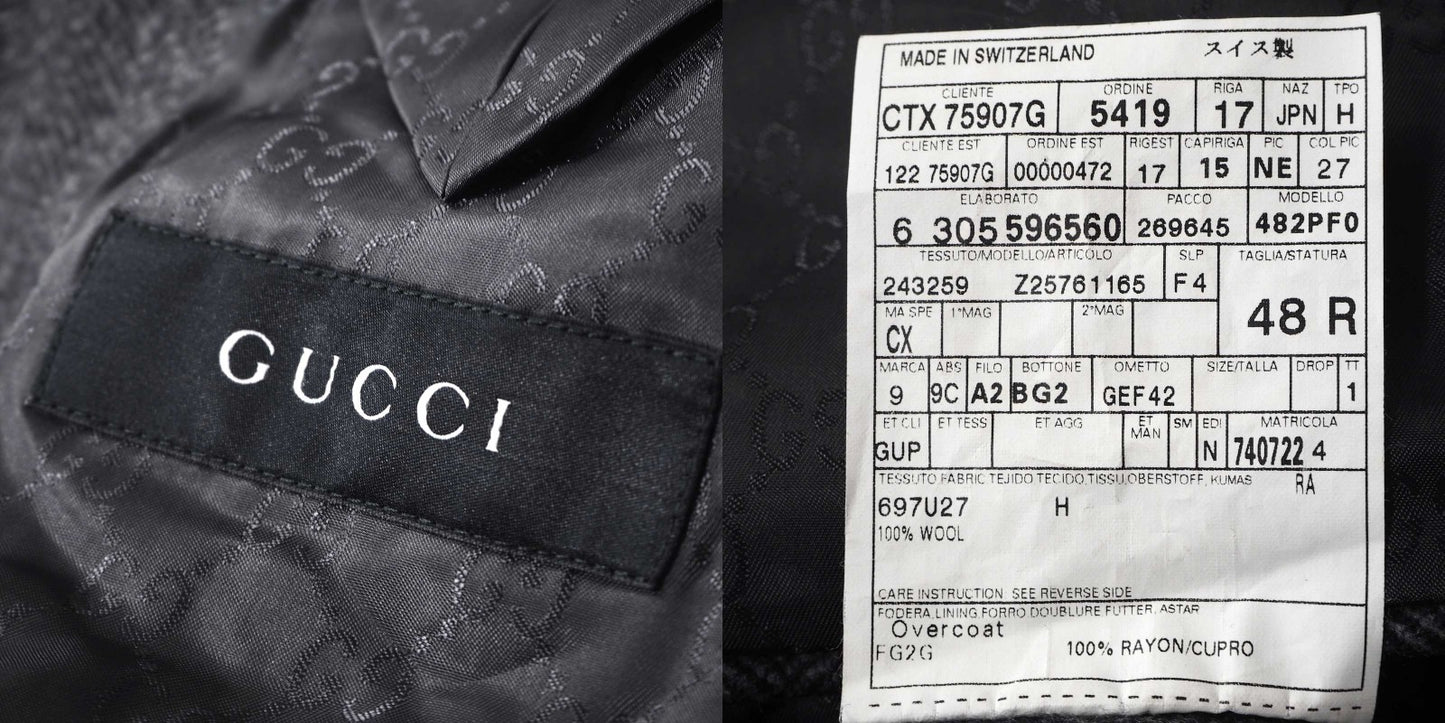 GUCCI
MADE IN SWITZERLAND スイス製
CLIENTE ORDINE RIGA NAZ TPO
CTX 75907G 5419 17 JPN H
CLIENTE EST ORDINE EST RIGEST CAPIRIGA PIC COL PIC
122 75907G 00000472 17 15 NE 27
ELABORATO PACCO MODELLO
6 305 596560 269645 482PF0
TESSUTO/MODELLO/ARTICOLO SLP TAGLIA/STATURA
243259 Z25761165 F4
48 R
MA SPE 1°MAG 2°MAG
CX
MARCA ABS FILO BOTTONE OMETTO SIZE/TALLA DROP TT
9 9C A2 BG2 GEF42 1
ET CLI ET TESS ET AGG ET MAN SM EDI MATRICOLA
GUP N 740722 4
TESSUTO FABRIC TEJIDO TECIDO TISSU OBERSTOFF, KUMAS RA
697U27 H
100% WOOL
CARE INSTRUCTION SEE REVERSE SIDE
FODERA LINING FORRO DOUBLURE FUTTER, ASTAR
Overcoat
FG2G 100% RAYON/CUPRO